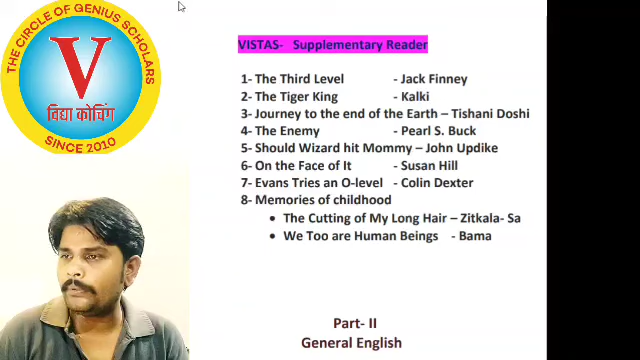 THE CIRCLE OF GENIUS SCHOLARS
V
विद्या कोचिंग
SINCE 2010
VISTAS- Supplementary Reader
1- The Third Level - Jack Finney
2- The Tiger King - Kalki
3- Journey to the end of the Earth – Tishani Doshi
4- The Enemy - Pearl S. Buck
5- Should Wizard hit Mommy – John Updike
6- On the Face of It - Susan Hill
7- Evans Tries an O-level - Colin Dexter
8- Memories of childhood
• The Cutting of My Long Hair – Zitkala- Sa
• We Too are Human Beings - Bama
Part- II
General English